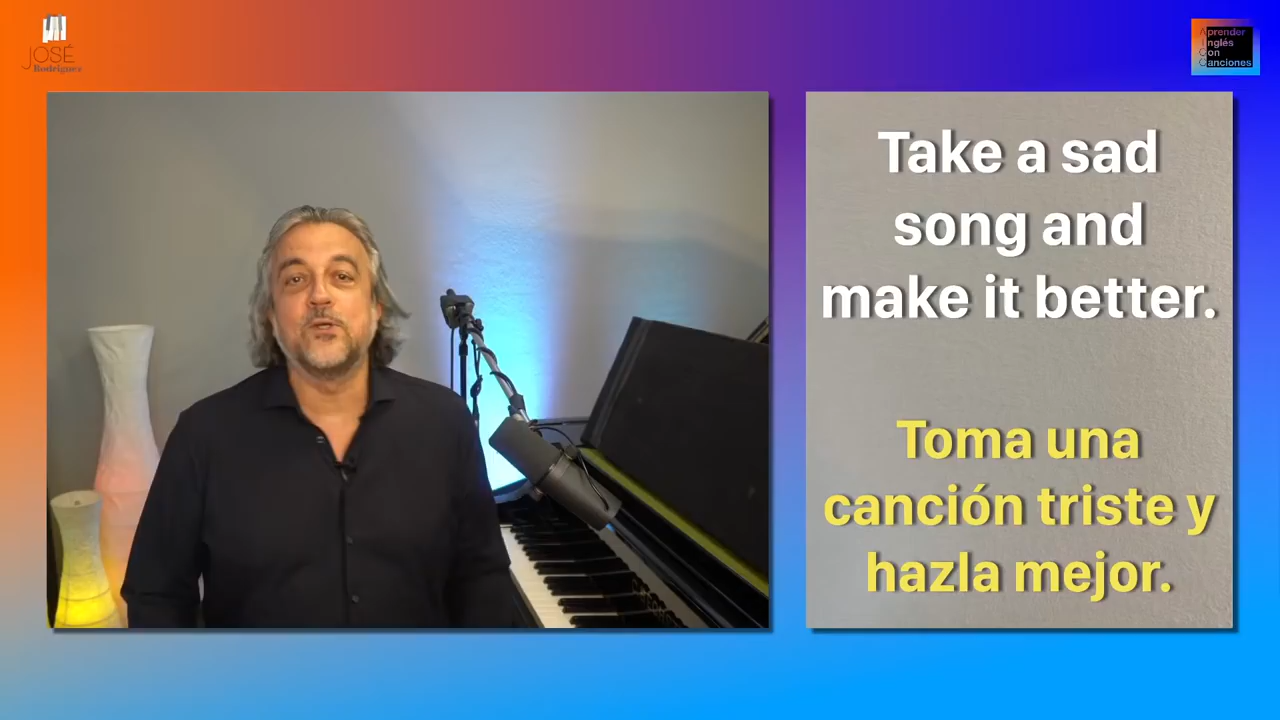 JOSÉ
Rodríguez
Aprender
Inglés
Con
Canciones
Take a sad
song and
make it better.
Toma una
canción triste y
hazla mejor.